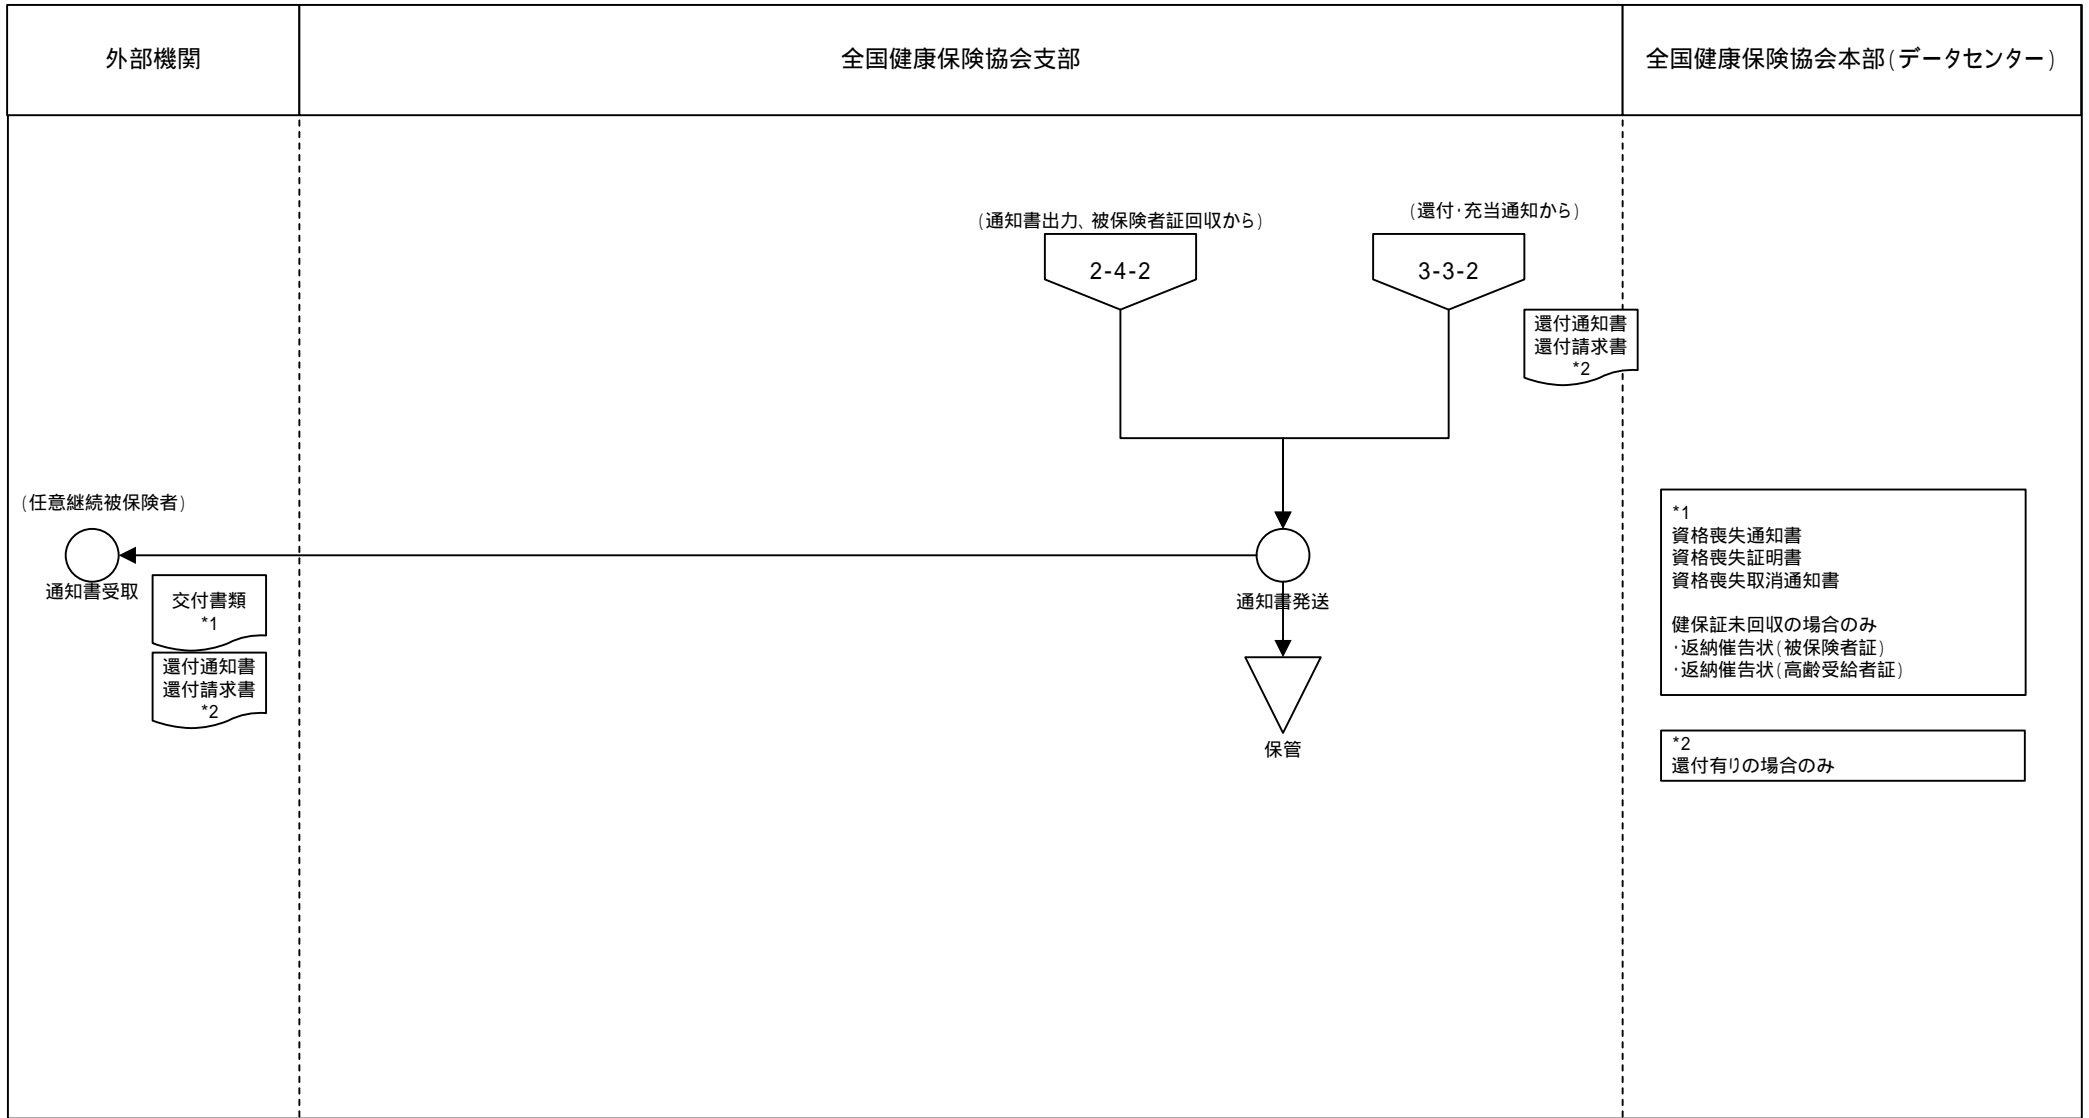 外部機関
全国健康保険協会支部
全国健康保険協会本部(データセンター)
(通知書出力、被保険者証回収から)
(還付・充当通知から)
2-4-2
3-3-2
還付通知書
還付請求書
*2
(任意継続被保険者)
通知書受取
交付書類
*1
還付通知書
還付請求書
*2
通知書発送
保管
*1
資格喪失通知書
資格喪失証明書
資格喪失取消通知書
健保証未回収の場合のみ
・返納催告状(被保険者証)
・返納催告状(高齢受給者証)
*2
還付有りの場合のみ